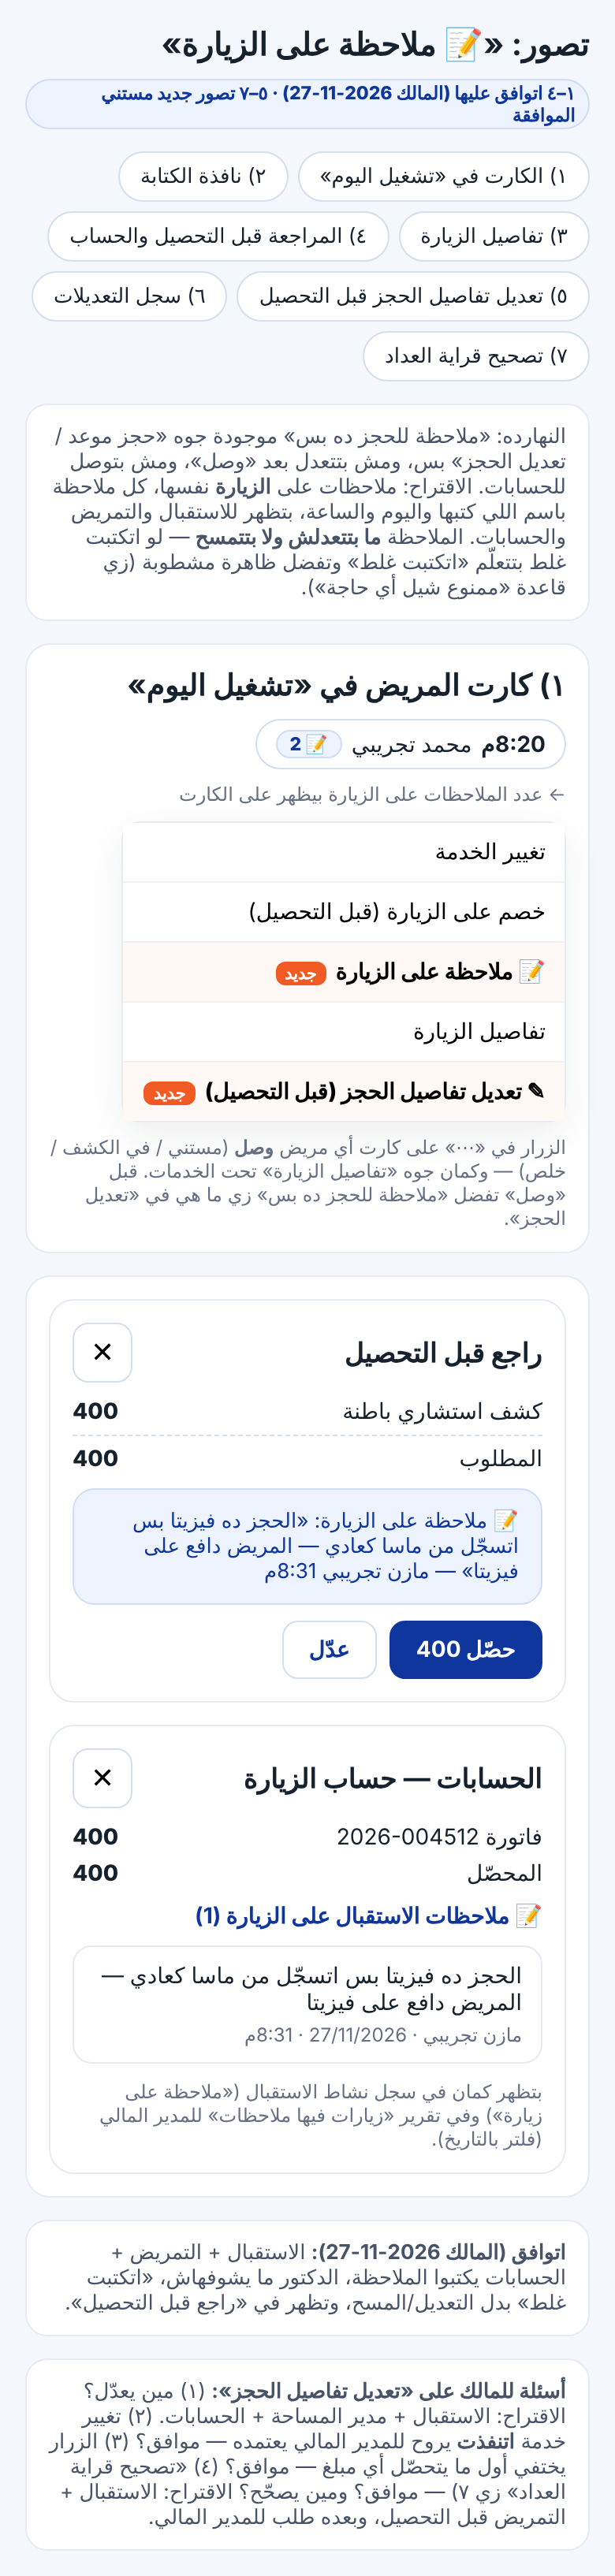 تصور: «📝 ملاحظة على الزيارة»
١–٤ اتوافق عليها (المالك 2026-11-27) · ٥–٧ تصور جديد مستني
الموافقة
١) الكارت في «تشغيل اليوم»
٢) نافذة الكتابة
٣) تفاصيل الزيارة
٤) المراجعة قبل التحصيل والحساب
٥) تعديل تفاصيل الحجز قبل التحصيل
٦) سجل التعديلات
٧) تصحيح قراية العداد
النهارده: «ملاحظة للحجز ده بس» موجودة جوه «حجز موعد /
تعديل الحجز» بس، ومش بتتعدل بعد «وصل»، ومش بتوصل
للحسابات. الاقتراح: ملاحظات على الزيارة نفسها، كل ملاحظة
باسم اللي كتبها واليوم والساعة، بتظهر للاستقبال والتمريض
والحسابات. الملاحظة ما بتتعدلش ولا بتتمسح — لو اتكتبت
غلط بتتعلّم «اتكتبت غلط» وتفضل ظاهرة مشطوبة (زي
قاعدة «ممنوع شيل أي حاجة»).
١) كارت المريض في «تشغيل اليوم»
8:20م محمد تجريبي 📝 2
← عدد الملاحظات على الزيارة بيظهر على الكارت
تغيير الخدمة
خصم على الزيارة (قبل التحصيل)
📝 ملاحظة على الزيارة جديد
تفاصيل الزيارة
✎ تعديل تفاصيل الحجز (قبل التحصيل) جديد
الزرار في «⋯» على كارت أي مريض وصل (مستني / في الكشف /
خلص) — وكمان جوه «تفاصيل الزيارة» تحت الخدمات. قبل
«وصل» تفضل «ملاحظة للحجز ده بس» زي ما هي في «تعديل
الحجز».
راجع قبل التحصيل ✕
كشف استشاري باطنة 400
المطلوب 400
📝 ملاحظة على الزيارة: «الحجز ده فيزيتا بس
اتسجّل من ماسا كعادي — المريض دافع على
فيزيتا» — مازن تجريبي 8:31م
حصّل 400
عدّل
الحسابات — حساب الزيارة ✕
فاتورة 2026-004512 400
المحصّل 400
📝 ملاحظات الاستقبال على الزيارة (1)
الحجز ده فيزيتا بس اتسجّل من ماسا كعادي —
المريض دافع على فيزيتا
مازن تجريبي · 27/11/2026 · 8:31م
بتظهر كمان في سجل نشاط الاستقبال («ملاحظة على
زيارة») وفي تقرير «زيارات فيها ملاحظات» للمدير المالي
(فلتر بالتاريخ).
اتوافق (المالك 2026-11-27): الاستقبال + التمريض +
الحسابات يكتبوا الملاحظة، الدكتور ما يشوفهاش، «اتكتبت
غلط» بدل التعديل/المسح، وتظهر في «راجع قبل التحصيل».
أسئلة للمالك على «تعديل تفاصيل الحجز»: (١) مين يعدّل؟
الاقتراح: الاستقبال + مدير المساحة + الحسابات. (٢) تغيير
خدمة اتنفذت يروح للمدير المالي يعتمده — موافق؟ (٣) الزرار
يختفي أول ما يتحصّل أي مبلغ — موافق؟ (٤) «تصحيح قراية
العداد» زي ٧) — موافق؟ ومين يصحّح؟ الاقتراح: الاستقبال +
التمريض قبل التحصيل، وبعده طلب للمدير المالي.